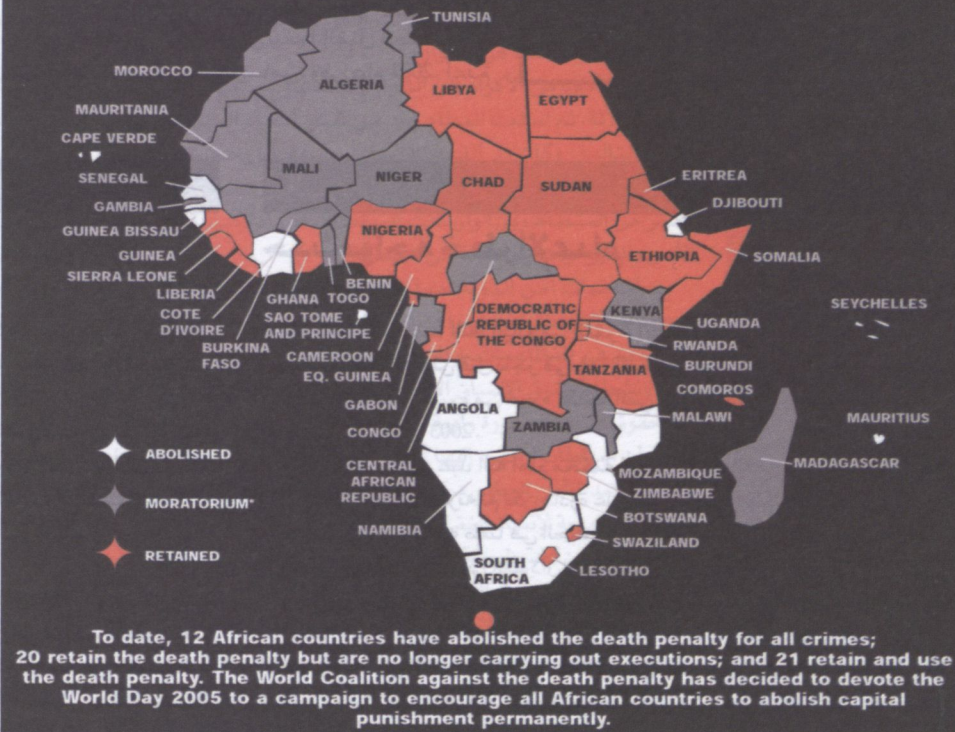 TUNISIA
MOROCCO
ALGERIA
LIBYA
EGYPT
MAURITANIA
CAPE VERDE
MALI
NIGER
CHAD
SUDAN
ERITREA
SENEGAL
DJIBOUTI
GAMBIA
GUINEA BISSAU
NIGERIA
ETHIOPIA
SOMALIA
GUINEA
SIERRA LEONE
LIBERIA
GHANA
TOGO
BENIN
COTE
D'IVOIRE
SAO TOME
AND PRINCIPE
BURKINA
FASO
CAMEROON
EQ. GUINEA
GABON
CONGO
DEMOCRATIC
REPUBLIC OF
THE CONGO
KENYA
SEYCHELLES
UGANDA
RWANDA
BURUNDI
TANZANIA
COMOROS
ANGOLA
ZAMBIA
MALAWI
MAURITIUS
MADAGASCAR
CENTRAL
AFRICAN
REPUBLIC
MOZAMBIQUE
ZIMBABWE
BOTSWANA
NAMIBIA
SWAZILAND
SOUTH
AFRICA
LESOTHO
ABOLISHED
MORATORIUM*
RETAINED
To date, 12 African countries have abolished the death penalty for all crimes;
20 retain the death penalty but are no longer carrying out executions; and 21 retain and use
the death penalty. The World Coalition against the death penalty has decided to devote the
World Day 2005 to a campaign to encourage all African countries to abolish capital
punishment permanently.